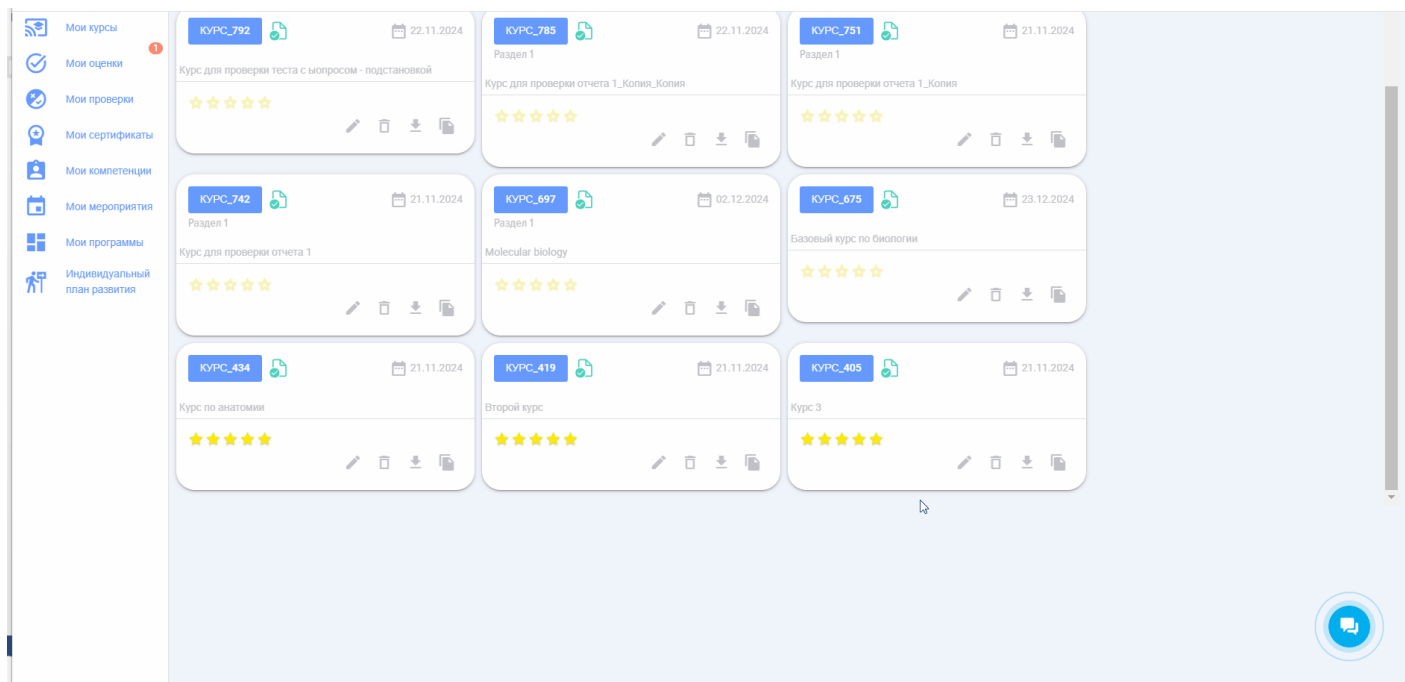 Мои курсы
1
Мои оценки
Мои проверки
Мои сертификаты
Мои компетенции
Мои мероприятия
Мои программы
Индивидуальный
план развития
КУРС_792
22.11.2024
Курс для проверки теста с ыопросом - подстановкой
КУРС_785
22.11.2024
Раздел 1
Курс для проверки отчета 1_Копия_Копия
КУРС_751
21.11.2024
Раздел 1
Курс для проверки отчета 1_Копия
КУРС_742
21.11.2024
Раздел 1
Курс для проверки отчета 1
КУРС_697
02.12.2024
Раздел 1
Molecular biology
КУРС_675
23.12.2024
Базовый курс по биологии
КУРС_434
21.11.2024
Курс по анатомии
КУРС_419
21.11.2024
Второй курс
КУРС_405
21.11.2024
Курс 3